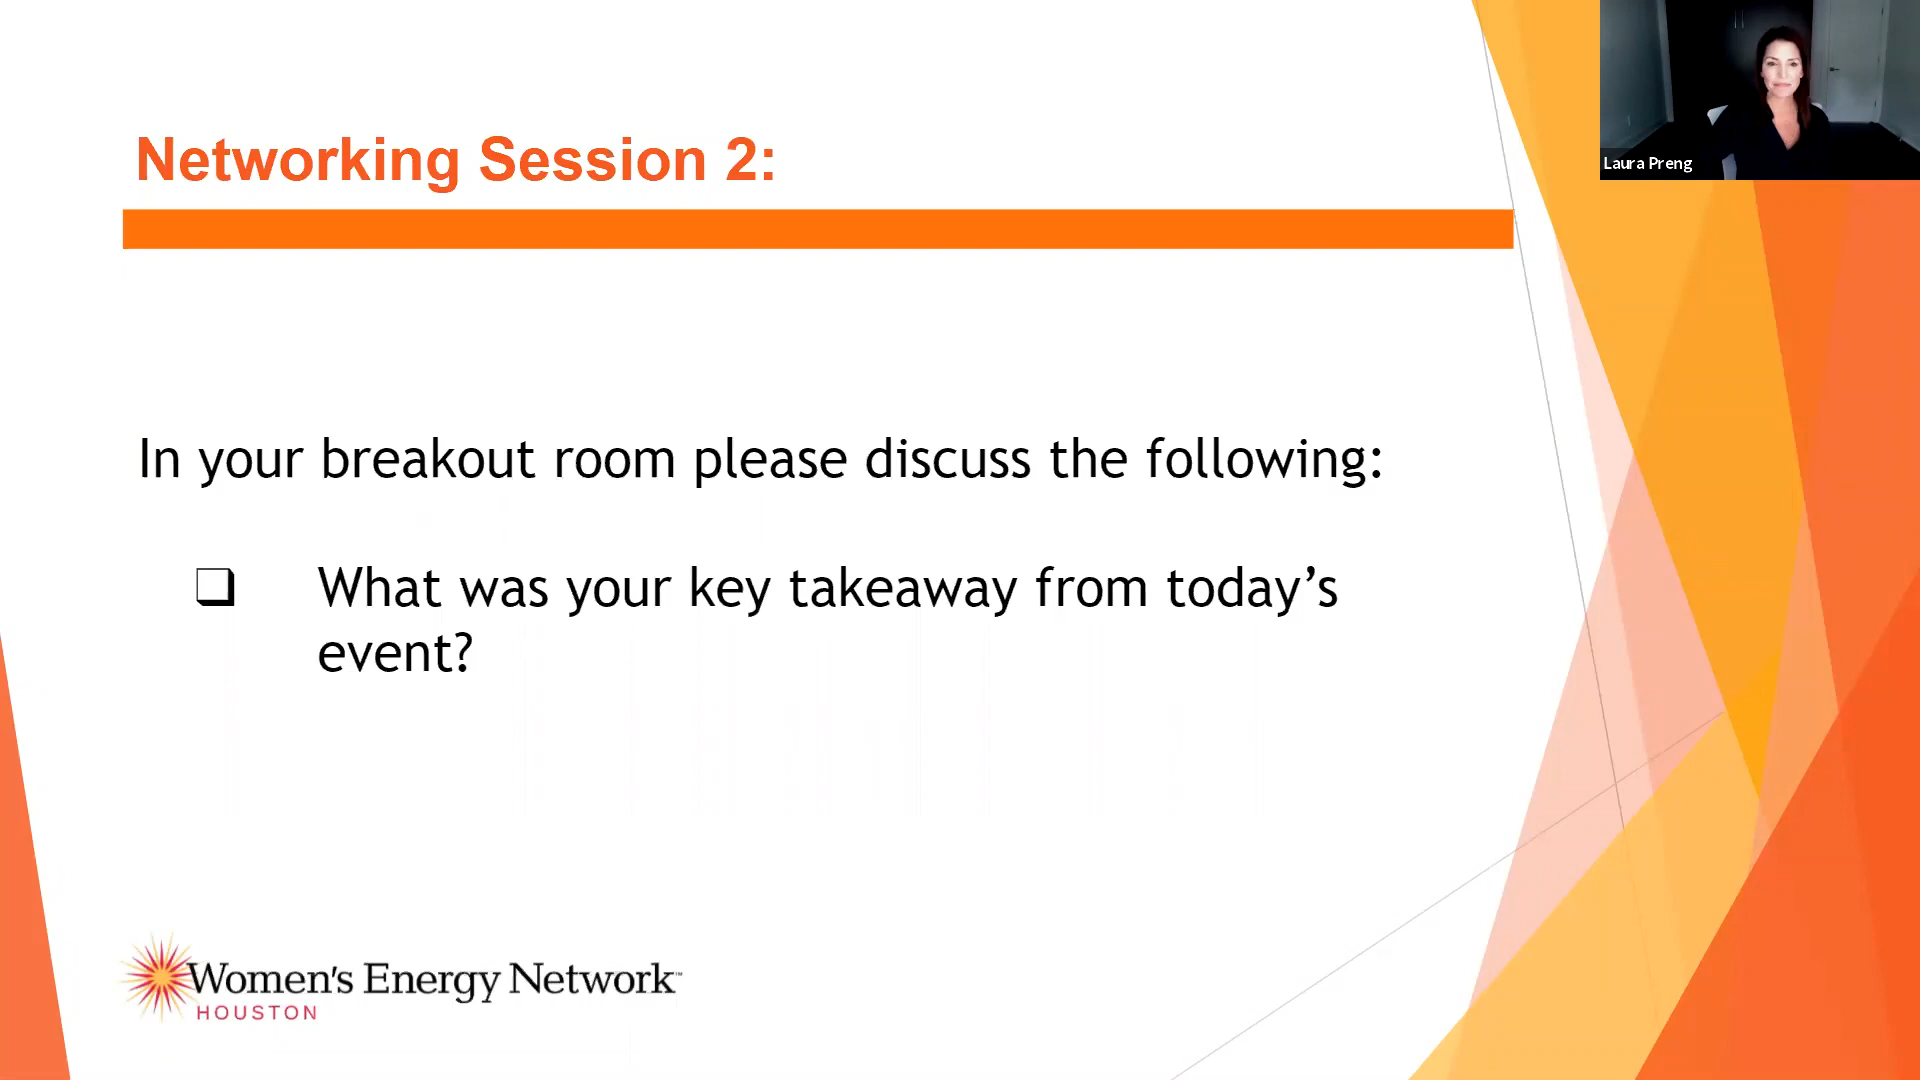 Laura Preng
Networking Session 2:
In your breakout room please discuss the following:
❑ What was your key takeaway from today’s
event?
Women's Energy Network™
HOUSTON